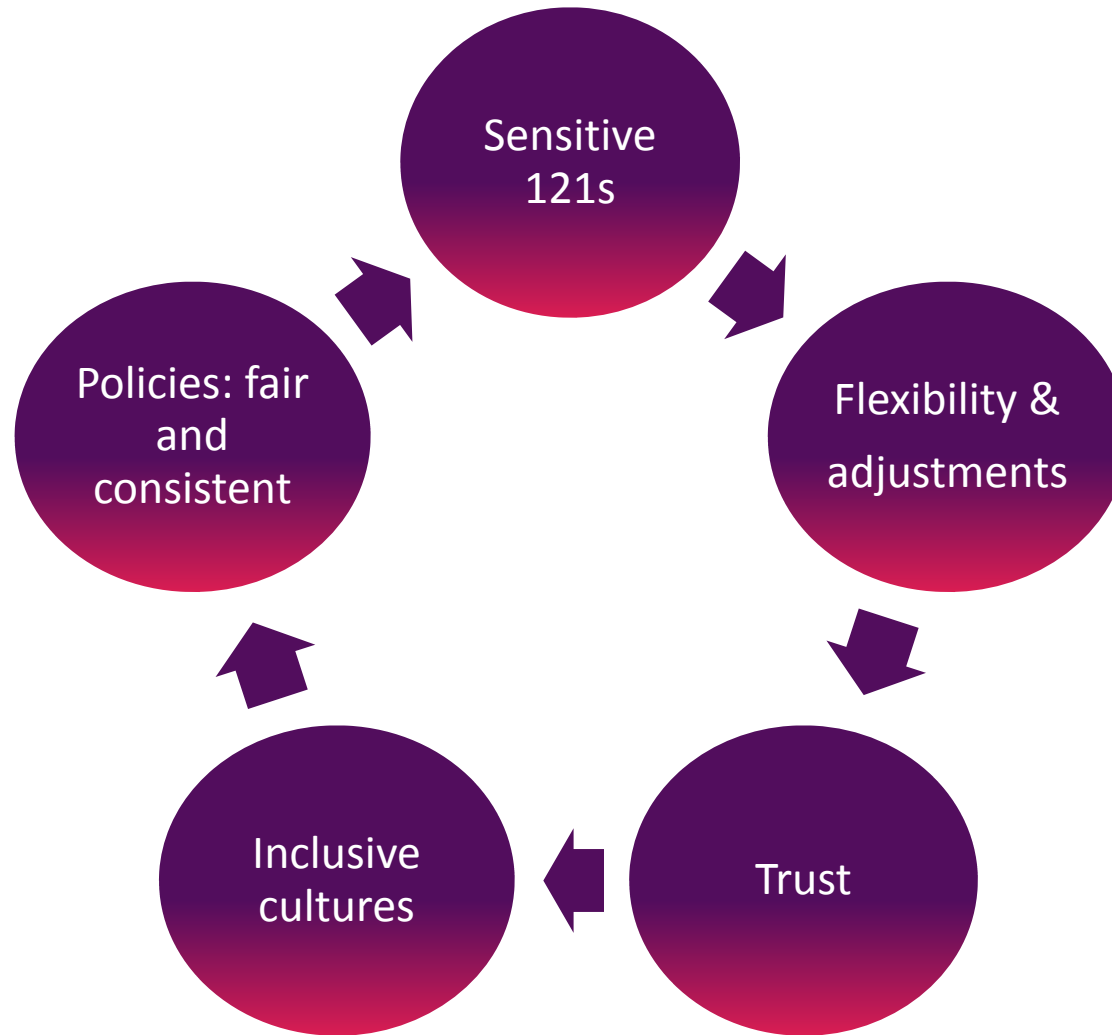 Sensitive
121s
Flexibility &
adjustments
Trust
Inclusive
cultures
Policies: fair
and
consistent